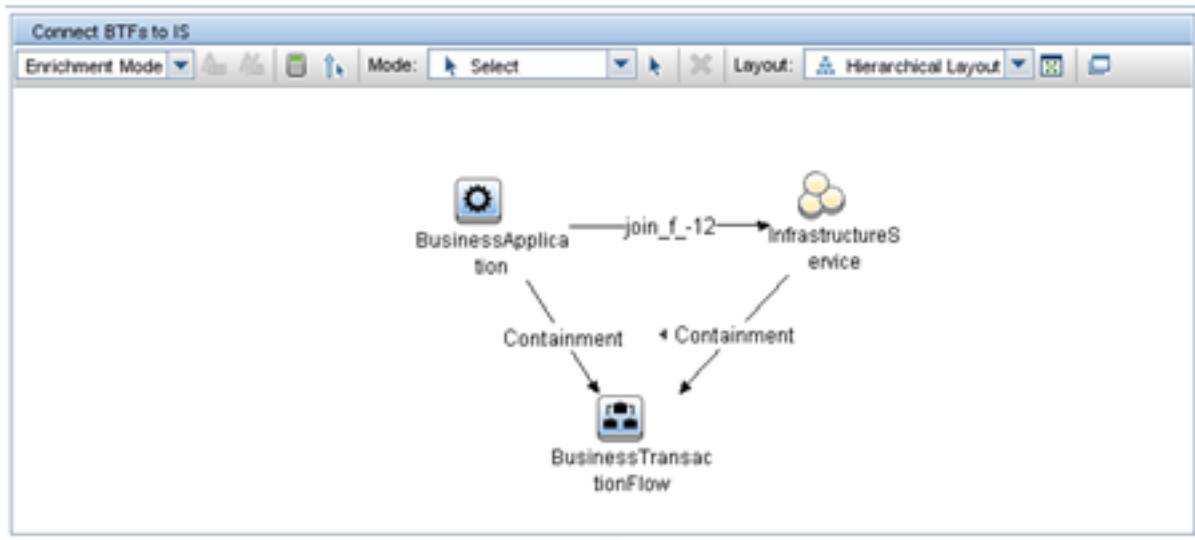 Connect BTFs to IS
Enrichment Mode Mode: Select Layout: Hierarchical Layout
BusinessApplica
tion
join_f_-12
InfrastructureS
ervice
Containment
Containment
BusinessTransac
tionFlow